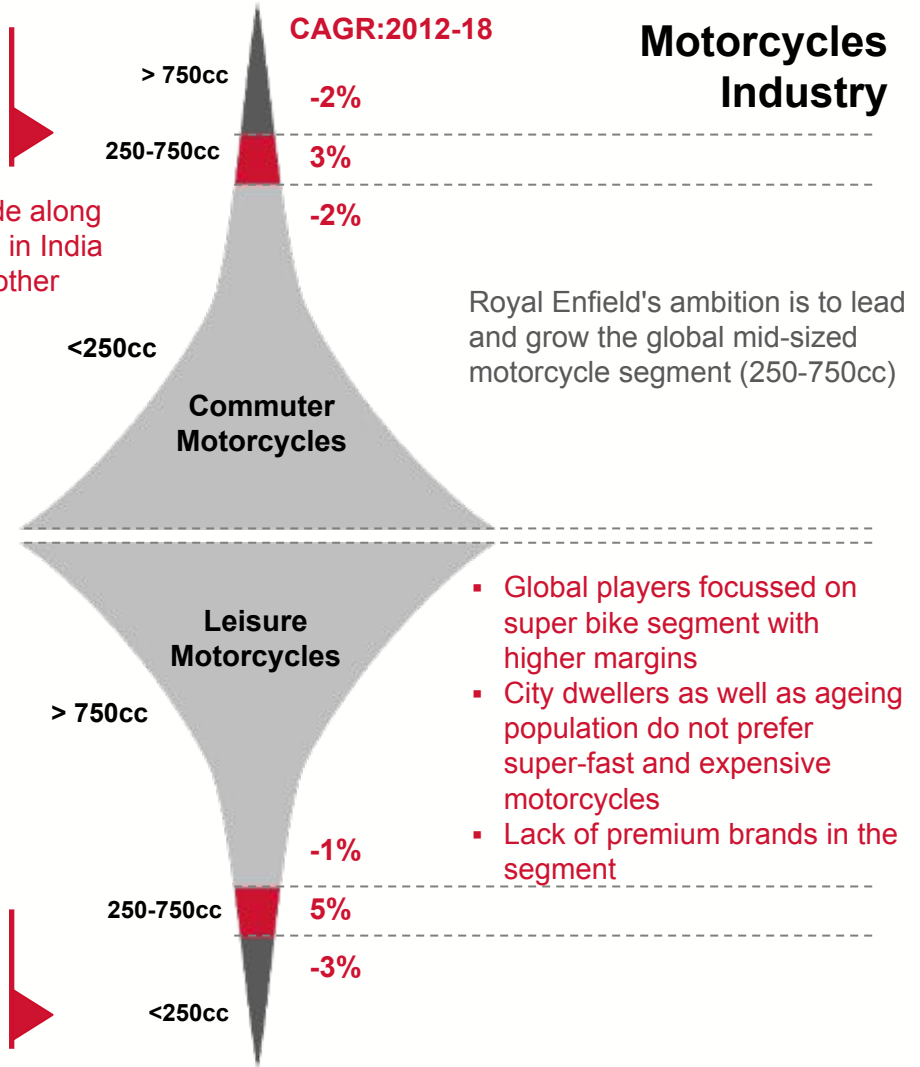 CAGR:2012-18
Motorcycles
Industry
> 750cc
-2%
250-750cc
3%
-2%
de along
in India
other
Royal Enfield's ambition is to lead
and grow the global mid-sized
motorcycle segment (250-750cc)
<250cc
Commuter
Motorcycles
Leisure
Motorcycles
▪ Global players focussed on
super bike segment with
higher margins
▪ City dwellers as well as ageing
population do not prefer
super-fast and expensive
motorcycles
▪ Lack of premium brands in the
segment
> 750cc
-1%
250-750cc
5%
-3%
<250cc